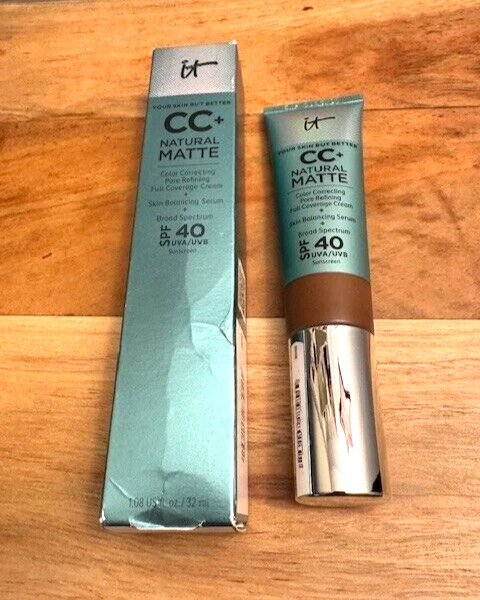 it
YOUR SKIN BUT BETTER
CC+
NATURAL
MATTE
Color Correcting
Pore Refining
Full Coverage Cream
+
Skin Balancing Serum
+
Broad Spectrum
SPF 40
UVA/UVB
Sunscreen
1.08 US fl. oz. / 32 ml
it
YOUR SKIN BUT BETTER
CC+
NATURAL
MATTE
Color Correcting
Pore Refining
Full Coverage Cream
+
Skin Balancing Serum
+
Broad Spectrum
SPF 40
UVA/UVB
Sunscreen